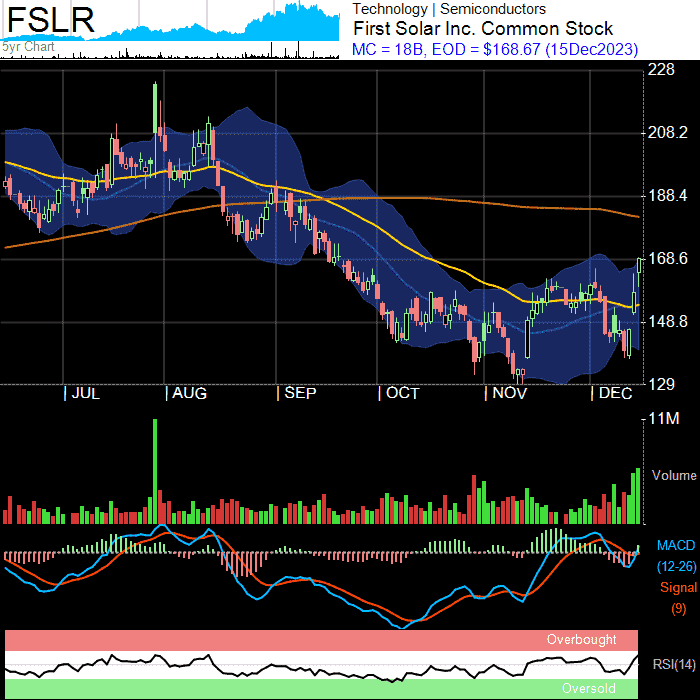 FSLR
Technology | Semiconductors
First Solar Inc. Common Stock
5yr Chart
MC = 18B, EOD = $168.67 (15Dec2023)
228
208.2
188.4
168.6
148.8
129
JUL
AUG
SEP
OCT
NOV
DEC
11M
Volume
MACD
(12-26)
Signal
(9)
Overbought
RSI(14)
Oversold